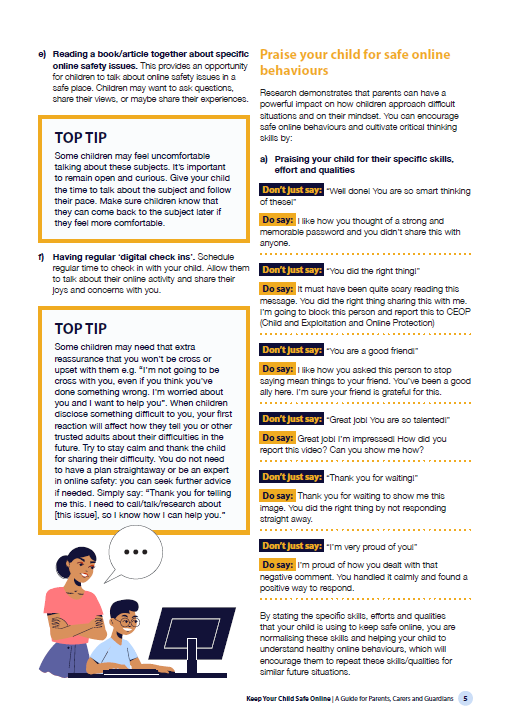 e) Reading a book/article together about specific
online safety issues. This provides an opportunity
for children to talk about online safety issues in a
safe place. Children may want to ask questions,
share their views, or maybe share their experiences.
TOP TIP
Some children may feel uncomfortable
talking about these subjects. It's important
to remain open and curious. Give your child
the time to talk about the subject and follow
their pace. Make sure children know that
they can come back to the subject later if
they feel more comfortable.
f) Having regular 'digital check ins'. Schedule
regular time to check in with your child. Allow them
to talk about their online activity and share their
joys and concerns with you.
TOP TIP
Some children may need that extra
reassurance that you won't be cross or
upset with them e.g. "I'm not going to be
cross with you, even if you think you've
done something wrong. I'm worried about
you and I want to help you". When children
disclose something difficult to you, your first
reaction will affect how they tell you or other
trusted adults about their difficulties in the
future. Try to stay calm and thank the child
for sharing their difficulty. You do not need
to have a plan straightaway or be an expert
in online safety: you can seek further advice
if needed. Simply say: "Thank you for telling
me this. I need to call/talk/research about
[this issue], so I know how I can help you."
Praise your child for safe online
behaviours
Research demonstrates that parents can have a
powerful impact on how children approach difficult
situations and on their mindset. You can encourage
safe online behaviours and cultivate critical thinking
skills by:
a) Praising your child for their specific skills,
effort and qualities
Don't just say: "Well done! You are so smart thinking
of these!"
Do say: I like how you thought of a strong and
memorable password and you didn't share this with
anyone.
Don't just say: "You did the right thing!"
Do say: It must have been quite scary reading this
message. You did the right thing sharing this with me.
I'm going to block this person and report this to CEOP
(Child and Exploitation and Online Protection)
Don't just say: "You are a good friend!"
Do say: I like how you asked this person to stop
saying mean things to your friend. You've been a good
ally here. I'm sure your friend is grateful for this.
Don't just say: "Great job! You are so talented!"
Do say: Great job! I'm impressed! How did you
report this video? Can you show me how?
Don't just say: "Thank you for waiting!"
Do say: Thank you for waiting to show me this
image. You did the right thing by not responding
straight away.
Don't just say: "I'm very proud of you!"
Do say: I'm proud of how you dealt with that
negative comment. You handled it calmly and found a
positive way to respond.
By stating the specific skills, efforts and qualities
that your child is using to keep safe online, you are
normalising these skills and helping your child to
understand healthy online behaviours, which will
encourage them to repeat these skills/qualities for
similar future situations.
Keep Your Child Safe Online | A Guide for Parents, Carers and Guardians 5